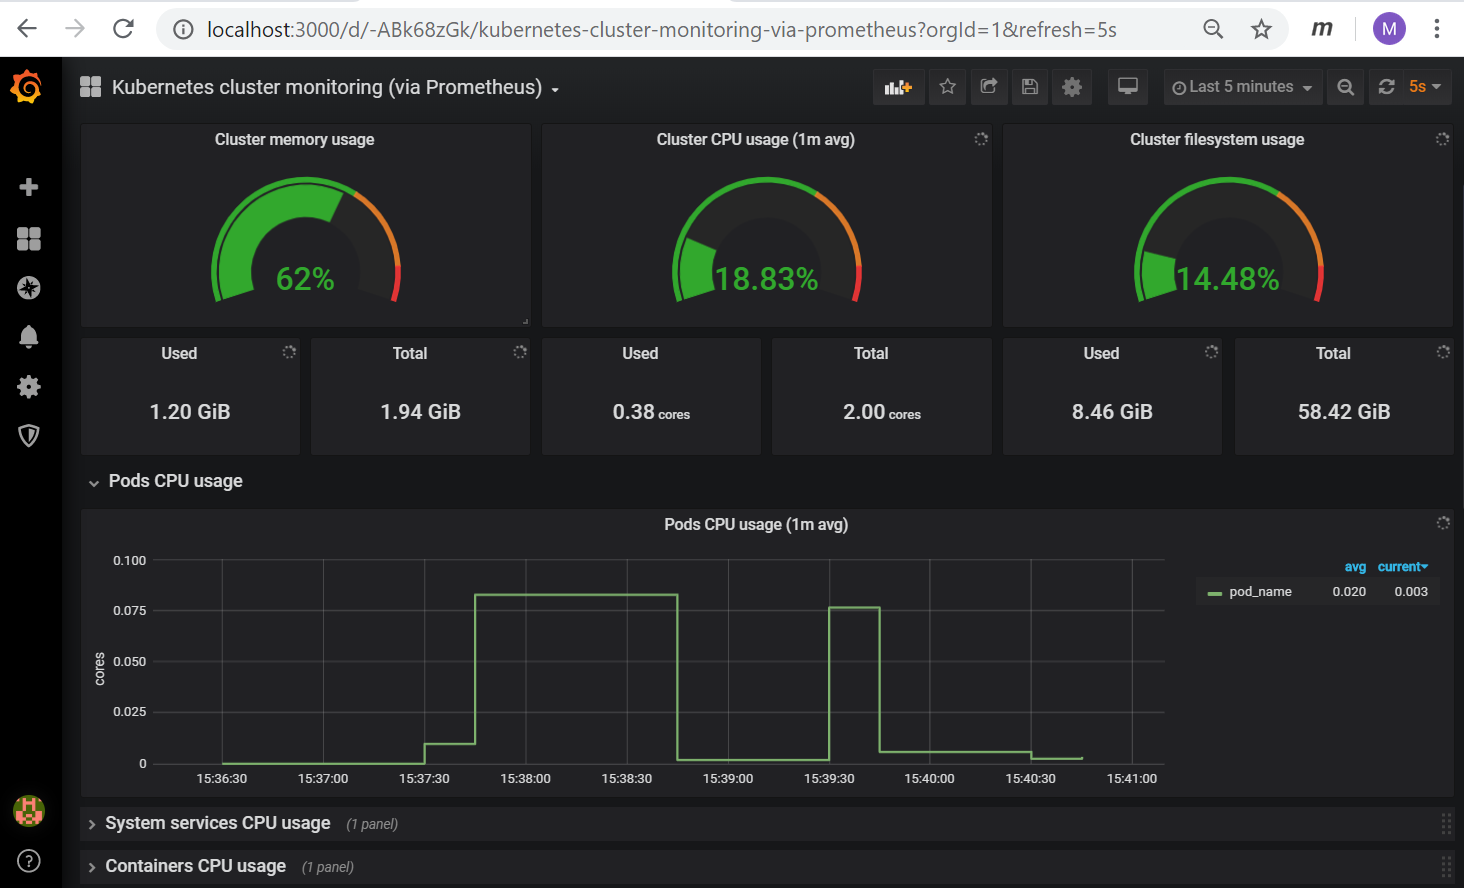 localhost:3000/d/-ABk68zGk/kubernetes-cluster-monitoring-via-prometheus?orgId=1&refresh=5s
m
M
Kubernetes cluster monitoring (via Prometheus)
Last 5 minutes
5s
Cluster memory usage
Cluster CPU usage (1m avg)
Cluster filesystem usage
62%
18.83%
14.48%
Used
Total
Used
Total
Used
Total
1.20 GiB
1.94 GiB
0.38 cores
2.00 cores
8.46 GiB
58.42 GiB
Pods CPU usage
Pods CPU usage (1m avg)
cores
0.100
0.075
0.050
0.025
0
15:36:30 15:37:00 15:37:30 15:38:00 15:38:30 15:39:00 15:39:30 15:40:00 15:40:30 15:41:00
avg current
pod_name 0.020 0.003
System services CPU usage (1 panel)
Containers CPU usage (1 panel)